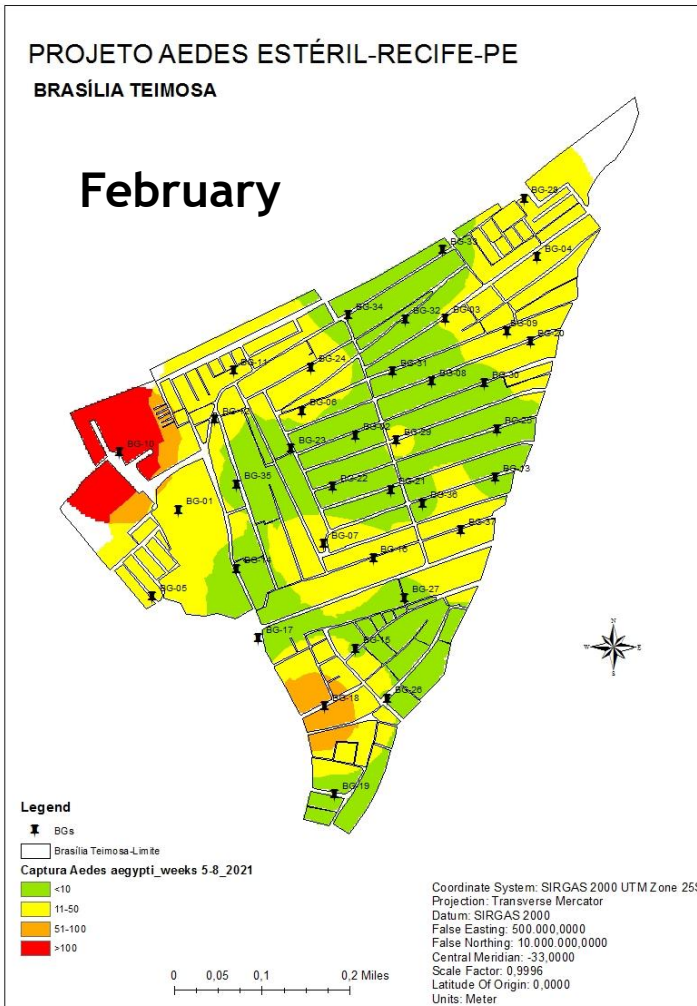 PROJETO AEDES ESTÉRIL-RECIFE-PE
BRASÍLIA TEIMOSA
February
BG-28
BG-33
BG-04
BG-34
BG-32
BG-03
BG-09
BG-20
BG-11
BG-24
BG-31
BG-08
BG-30
BG-06
BG-12
BG-02
BG-29
BG-25
BG-23
BG-10
BG-35
BG-22
BG-21
BG-13
BG-36
BG-01
BG-07
BG-16
BG-37
BG-14
BG-05
BG-27
BG-17
BG-15
BG-26
BG-18
BG-19
N
W
E
S
Legend
BGs
Brasília Teimosa-Limite
Captura Aedes aegypti_weeks 5-8_2021
<10
11-50
51-100
>100
0 0,05 0,1 0,2 Miles
Coordinate System: SIRGAS 2000 UTM Zone 25S
Projection: Transverse Mercator
Datum: SIRGAS 2000
False Easting: 500.000,0000
False Northing: 10.000.000,0000
Central Meridian: -33,0000
Scale Factor: 0,9996
Latitude Of Origin: 0,0000
Units: Meter